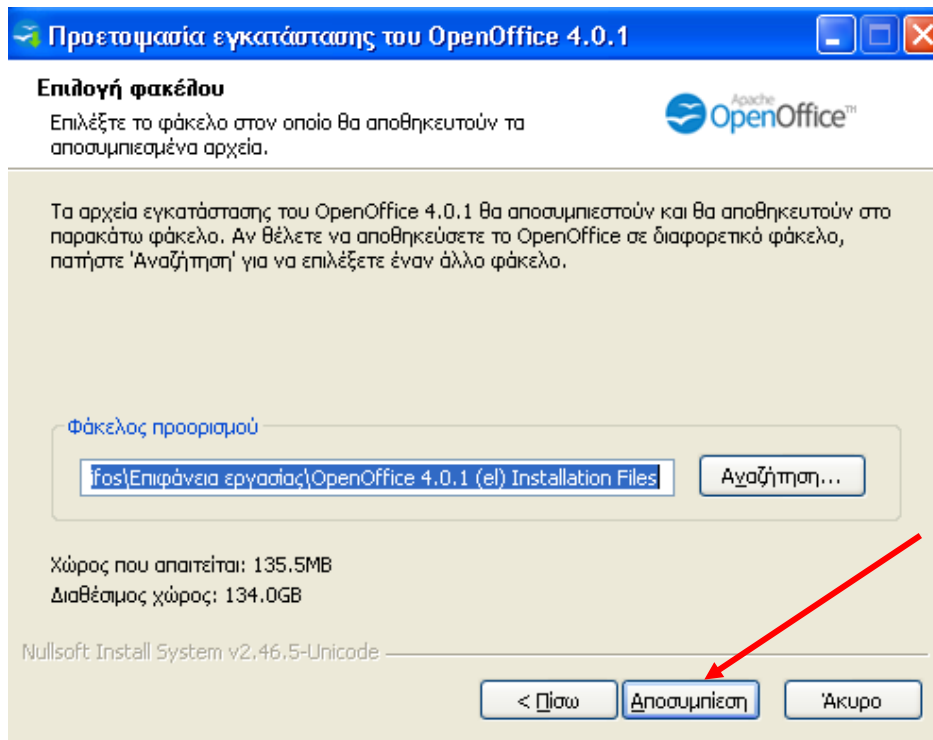 Προετοιμασία εγκατάστασης του OpenOffice 4.0.1
Επιλογή φακέλου
Επιλέξτε το φάκελο στον οποίο θα αποθηκευτούν τα
αποσυμπιεσμένα αρχεία.
Apache
OpenOffice™
Τα αρχεία εγκατάστασης του OpenOffice 4.0.1 θα αποσυμπιεστούν και θα αποθηκευτούν στο
παρακάτω φάκελο. Αν θέλετε να αποθηκεύσετε το OpenOffice σε διαφορετικό φάκελο,
πατήστε 'Αναζήτηση' για να επιλέξετε έναν άλλο φάκελο.
Φάκελος προορισμού
ifos\Επιφάνεια εργασίας\OpenOffice 4.0.1 (el) Installation Files
Αναζήτηση...
Χώρος που απαιτείται: 135.5MB
Διαθέσιμος χώρος: 134.0GB
Nullsoft Install System v2.46.5-Unicode
< Πίσω
Αποσυμπίεση
Άκυρο